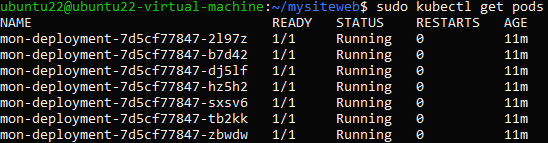 ubuntu22@ubuntu22-virtual-machine:~/mysiteweb$ sudo kubectl get pods
NAME READY STATUS RESTARTS AGE
mon-deployment-7d5cf77847-2l97z 1/1 Running 0 11m
mon-deployment-7d5cf77847-b7d42 1/1 Running 0 11m
mon-deployment-7d5cf77847-dj5lf 1/1 Running 0 11m
mon-deployment-7d5cf77847-hz5h2 1/1 Running 0 11m
mon-deployment-7d5cf77847-sxsv6 1/1 Running 0 11m
mon-deployment-7d5cf77847-tb2kk 1/1 Running 0 11m
mon-deployment-7d5cf77847-zbwdw 1/1 Running 0 11m